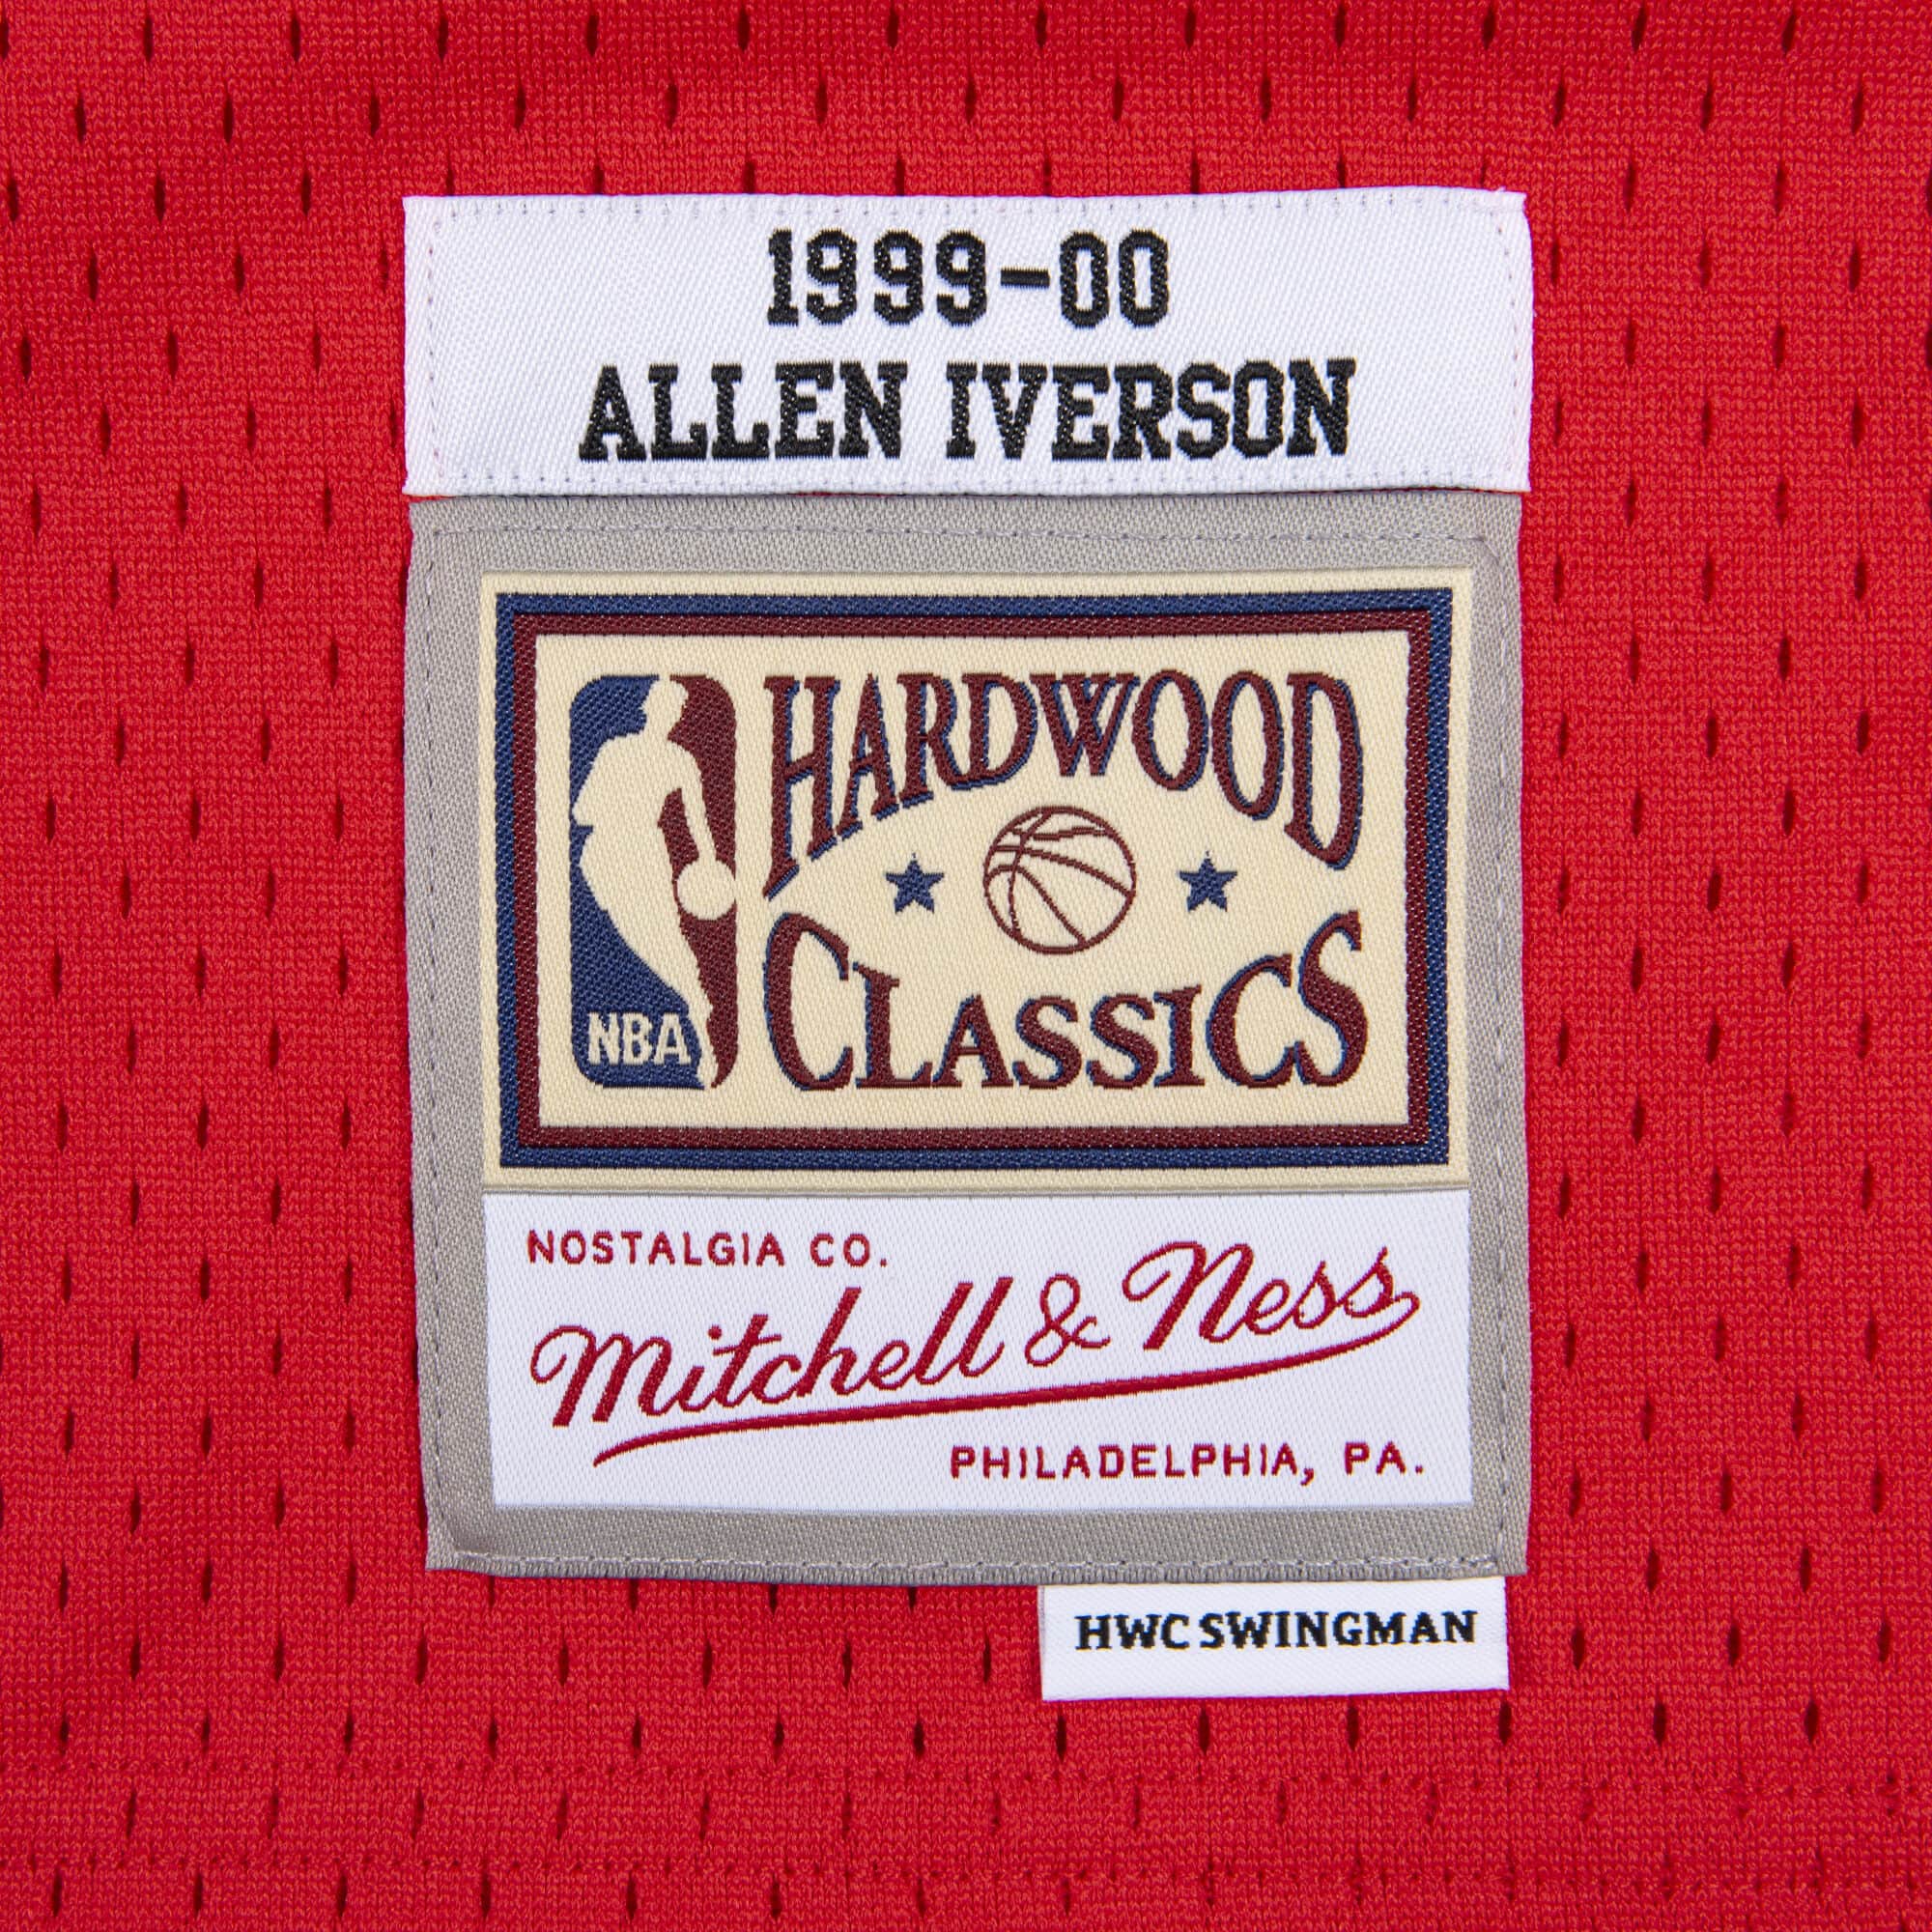 1999-00
ALLEN IVERSON
HARDWOOD
CLASSICS
NBA
NOSTALGIA CO.
Mitchell & Ness
PHILADELPHIA, PA.
HWC SWINGMAN